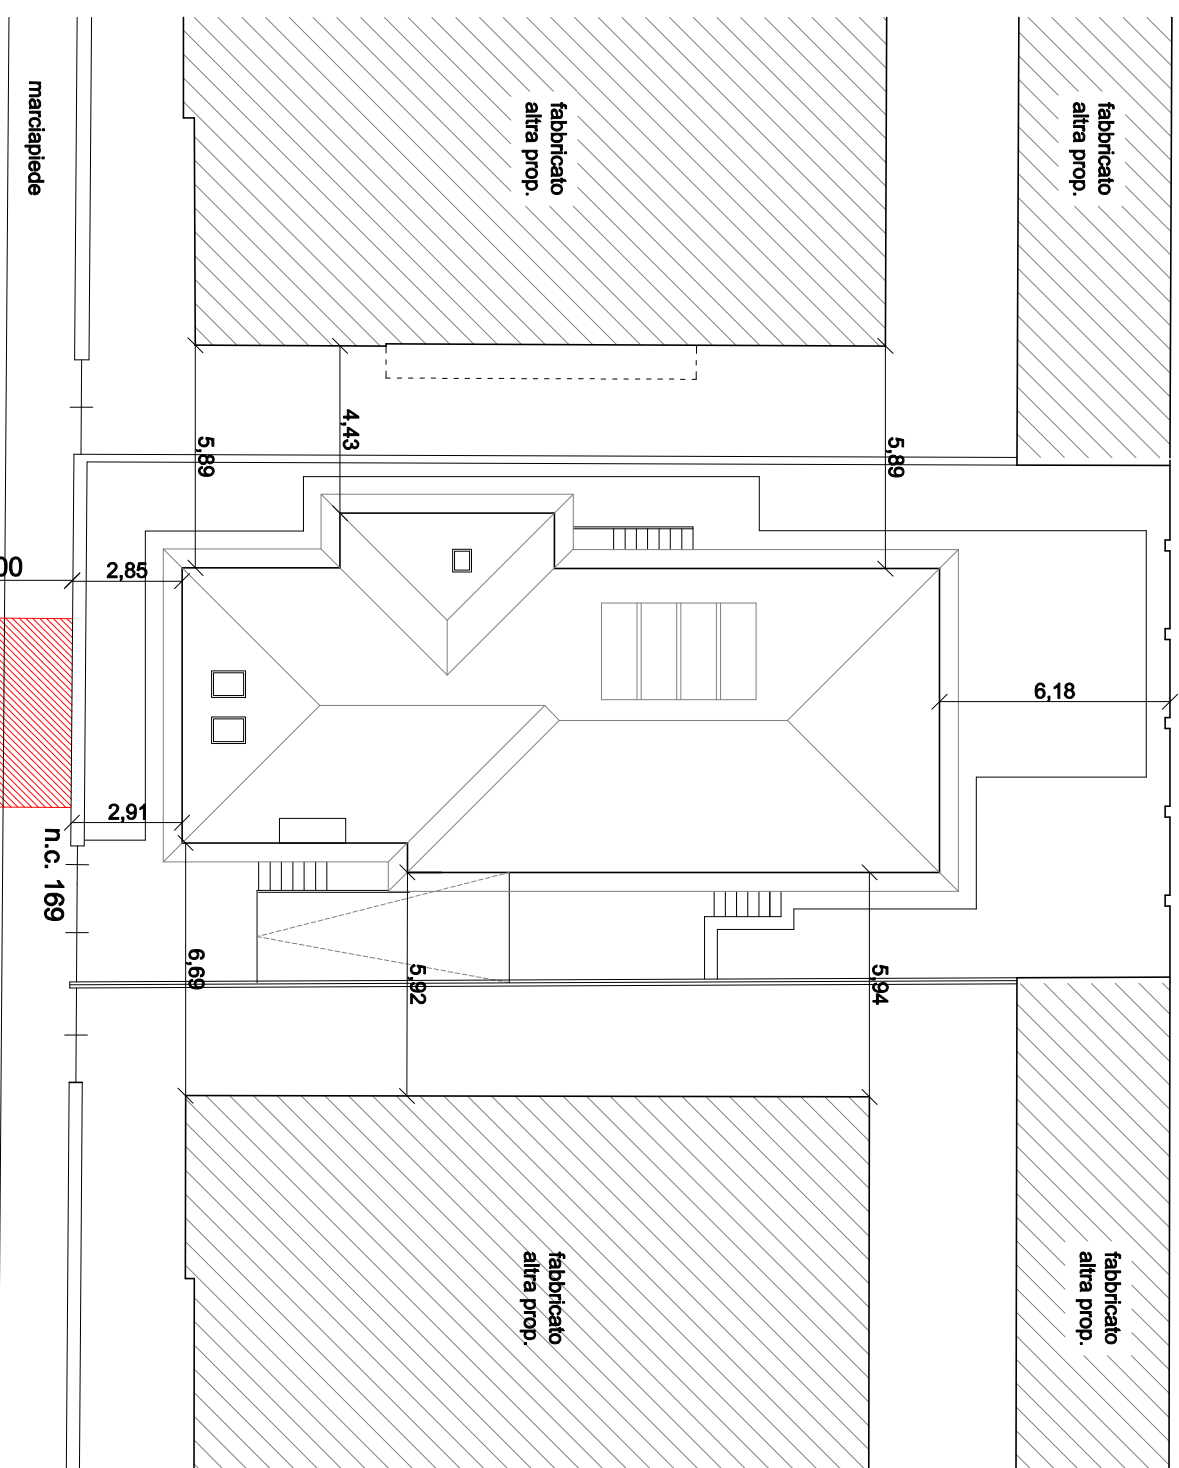 marciapiede
fabbricato
altra prop.
fabbricato
altra prop.
5,89
4,43
5,89
00
2,85
6,18
2,91
n.c. 169
6,69
5,92
5,94
fabbricato
altra prop.
fabbricato
altra prop.